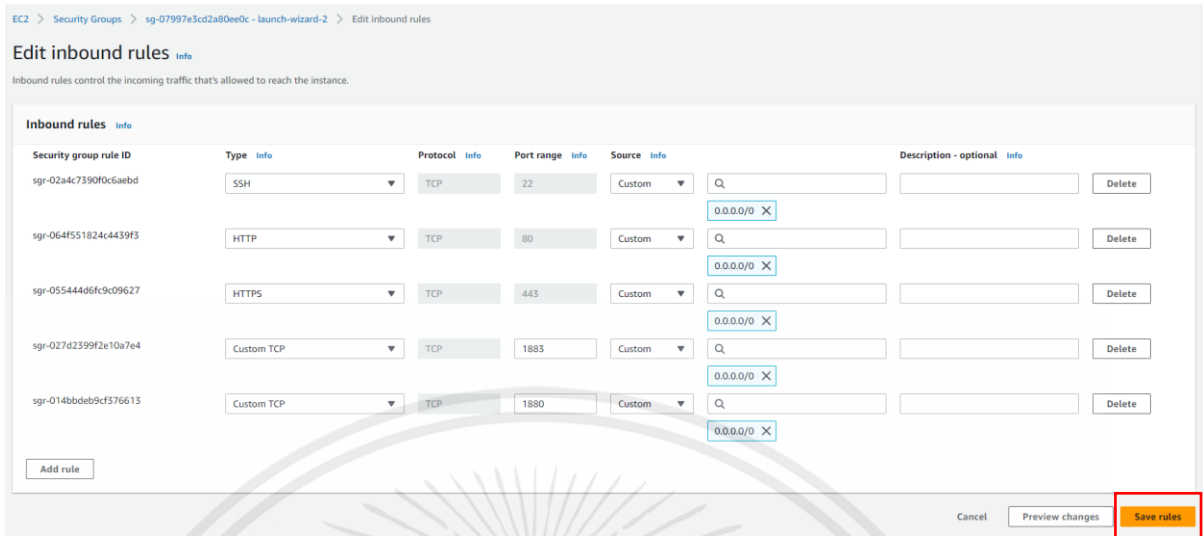 EC2 > Security Groups > sg-07997e3cd2a80ee0c - launch-wizard-2 > Edit inbound rules
Edit inbound rules Info
Inbound rules control the incoming traffic that's allowed to reach the instance.
Inbound rules Info
Security group rule ID Type Info Protocol Info Port range Info Source Info Description - optional Info
sgr-02a4c7390f0c6aebd SSH TCP 22 Custom Delete
0.0.0.0/0
sgr-064f551824c4439f3 HTTP TCP 80 Custom Delete
0.0.0.0/0
sgr-055444d6fc9c09627 HTTPS TCP 443 Custom Delete
0.0.0.0/0
sgr-027d2399f2e10a7e4 Custom TCP TCP 1883 Custom Delete
0.0.0.0/0
sgr-014bbdeb9cf376613 Custom TCP TCP 1880 Custom Delete
0.0.0.0/0
Add rule
Cancel Preview changes Save rules